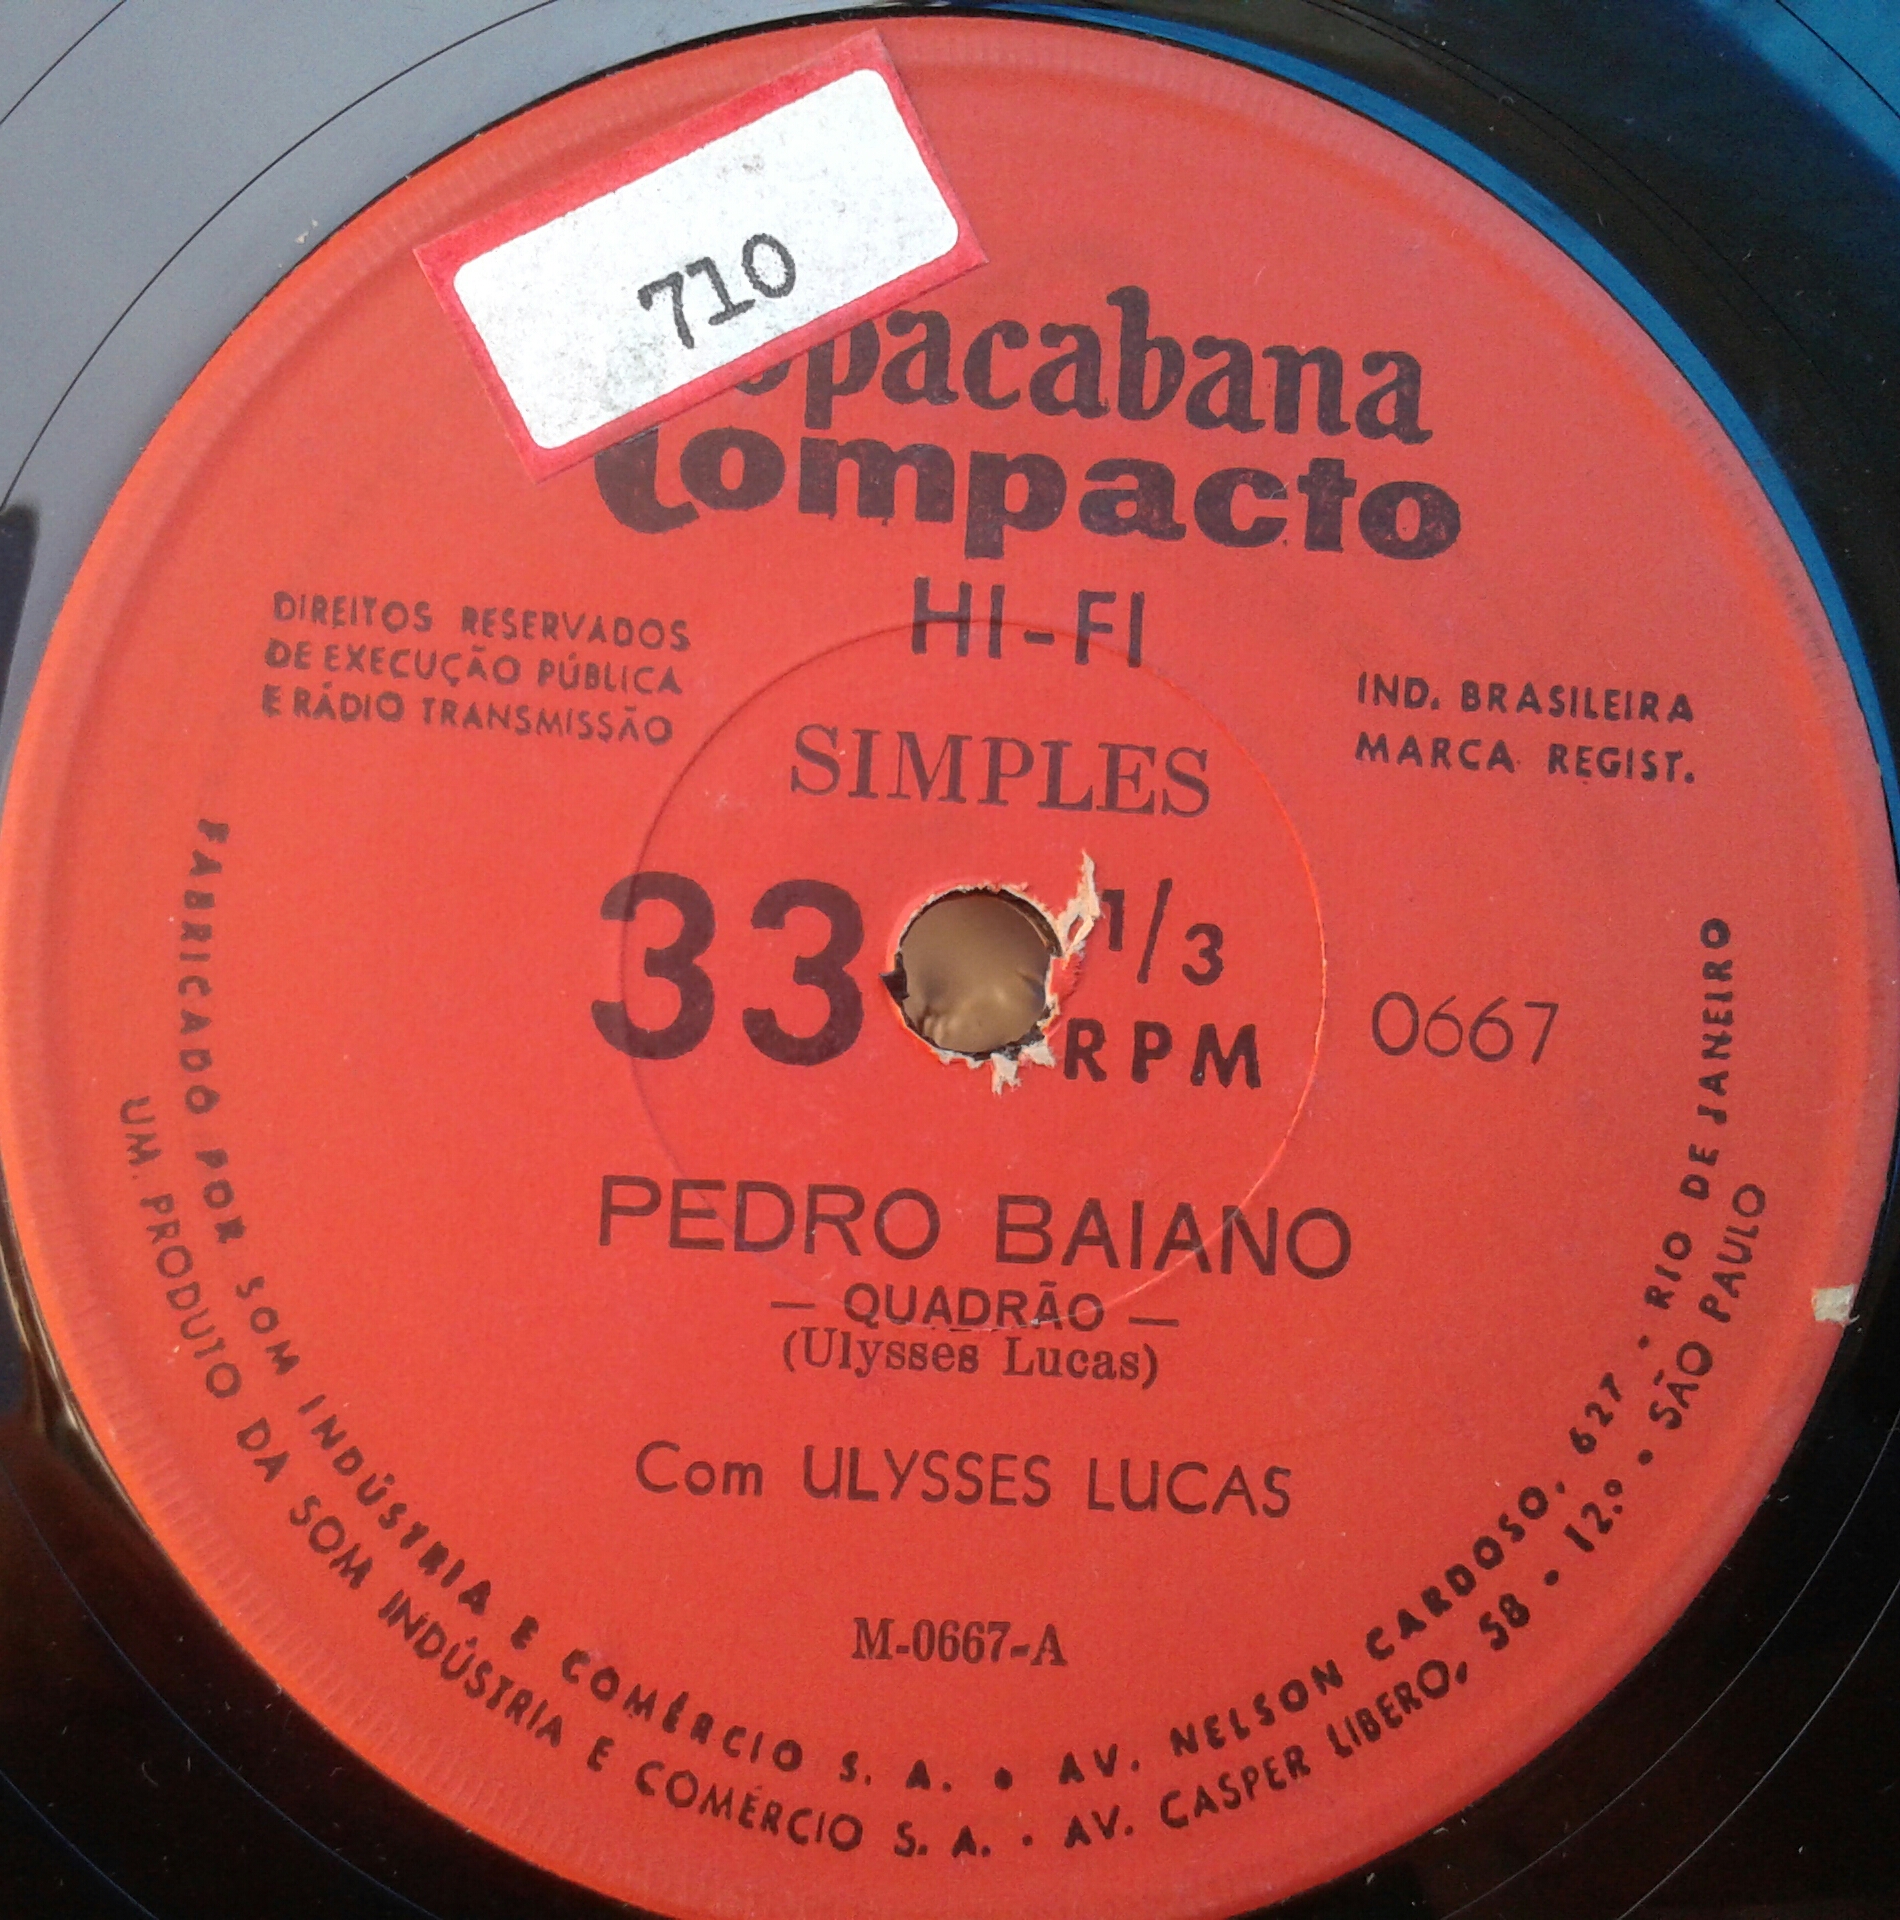 710
opacabana
Compacto
HI-FI
DIREITOS RESERVADOS
DE EXECUÇÃO PÚBLICA
E RÁDIO TRANSMISSÃO
IND. BRASILEIRA
MARCA REGIST.
SIMPLES
33 1/3
RPM
0667
PEDRO BAIANO
— QUADRÃO —
(Ulysses Lucas)
Com ULYSSES LUCAS
M-0667-A
FABRICADO POR SOM INDÚSTRIA E COMÉRCIO S. A. • AV. NELSON CARDOSO, 627 • RIO DE JANEIRO
UM. PRODUTO DA SOM INDÚSTRIA E COMÉRCIO S. A. • AV. CASPER LIBERO, 58 • 12.º • SÃO PAULO